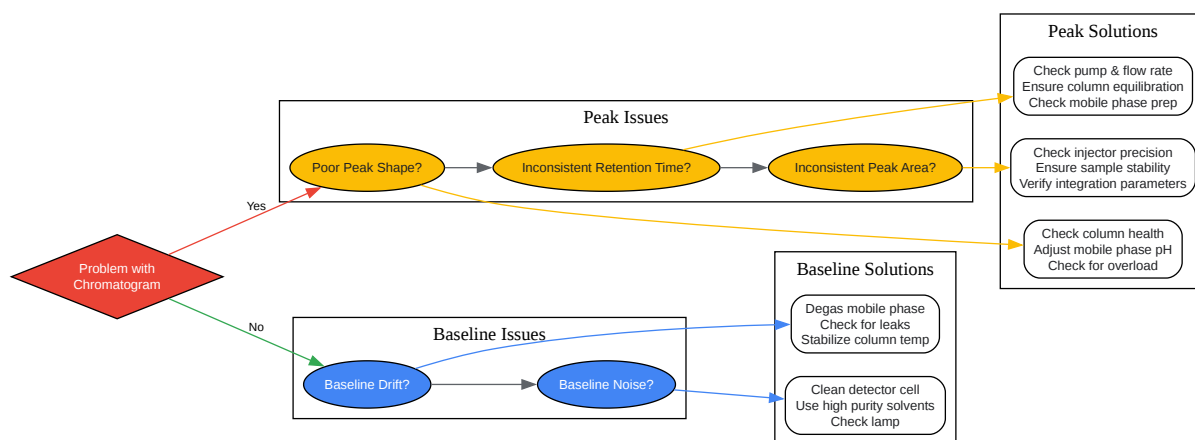 Peak Solutions
Check pump & flow rate
Ensure column equilibration
Check mobile phase prep
Peak Issues
Poor Peak Shape?
Inconsistent Retention Time?
Inconsistent Peak Area?
Check injector precision
Ensure sample stability
Verify integration parameters
Yes
Check column health
Adjust mobile phase pH
Check for overload
Problem with
Chromatogram
Baseline Solutions
Degas mobile phase
Check for leaks
Stabilize column temp
No
Baseline Issues
Baseline Drift?
Baseline Noise?
Clean detector cell
Use high purity solvents
Check lamp